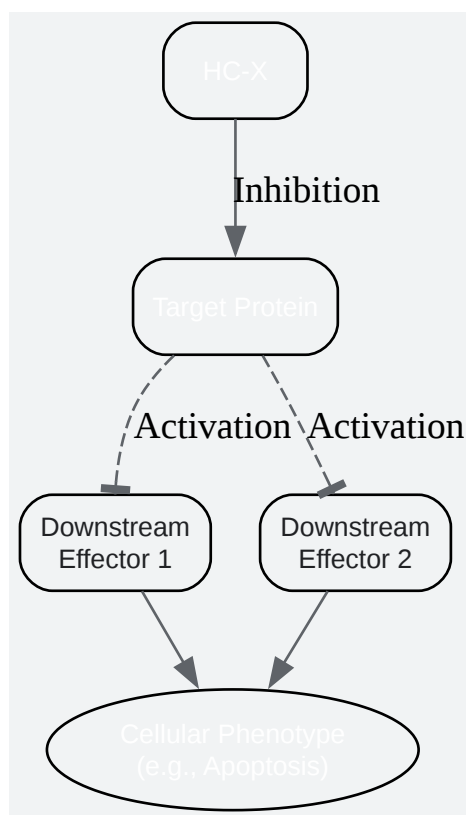 HC-X
Inhibition
Target Protein
Activation Activation
Downstream
Effector 1
Downstream
Effector 2
Cellular Phenotype
(e.g., Apoptosis)